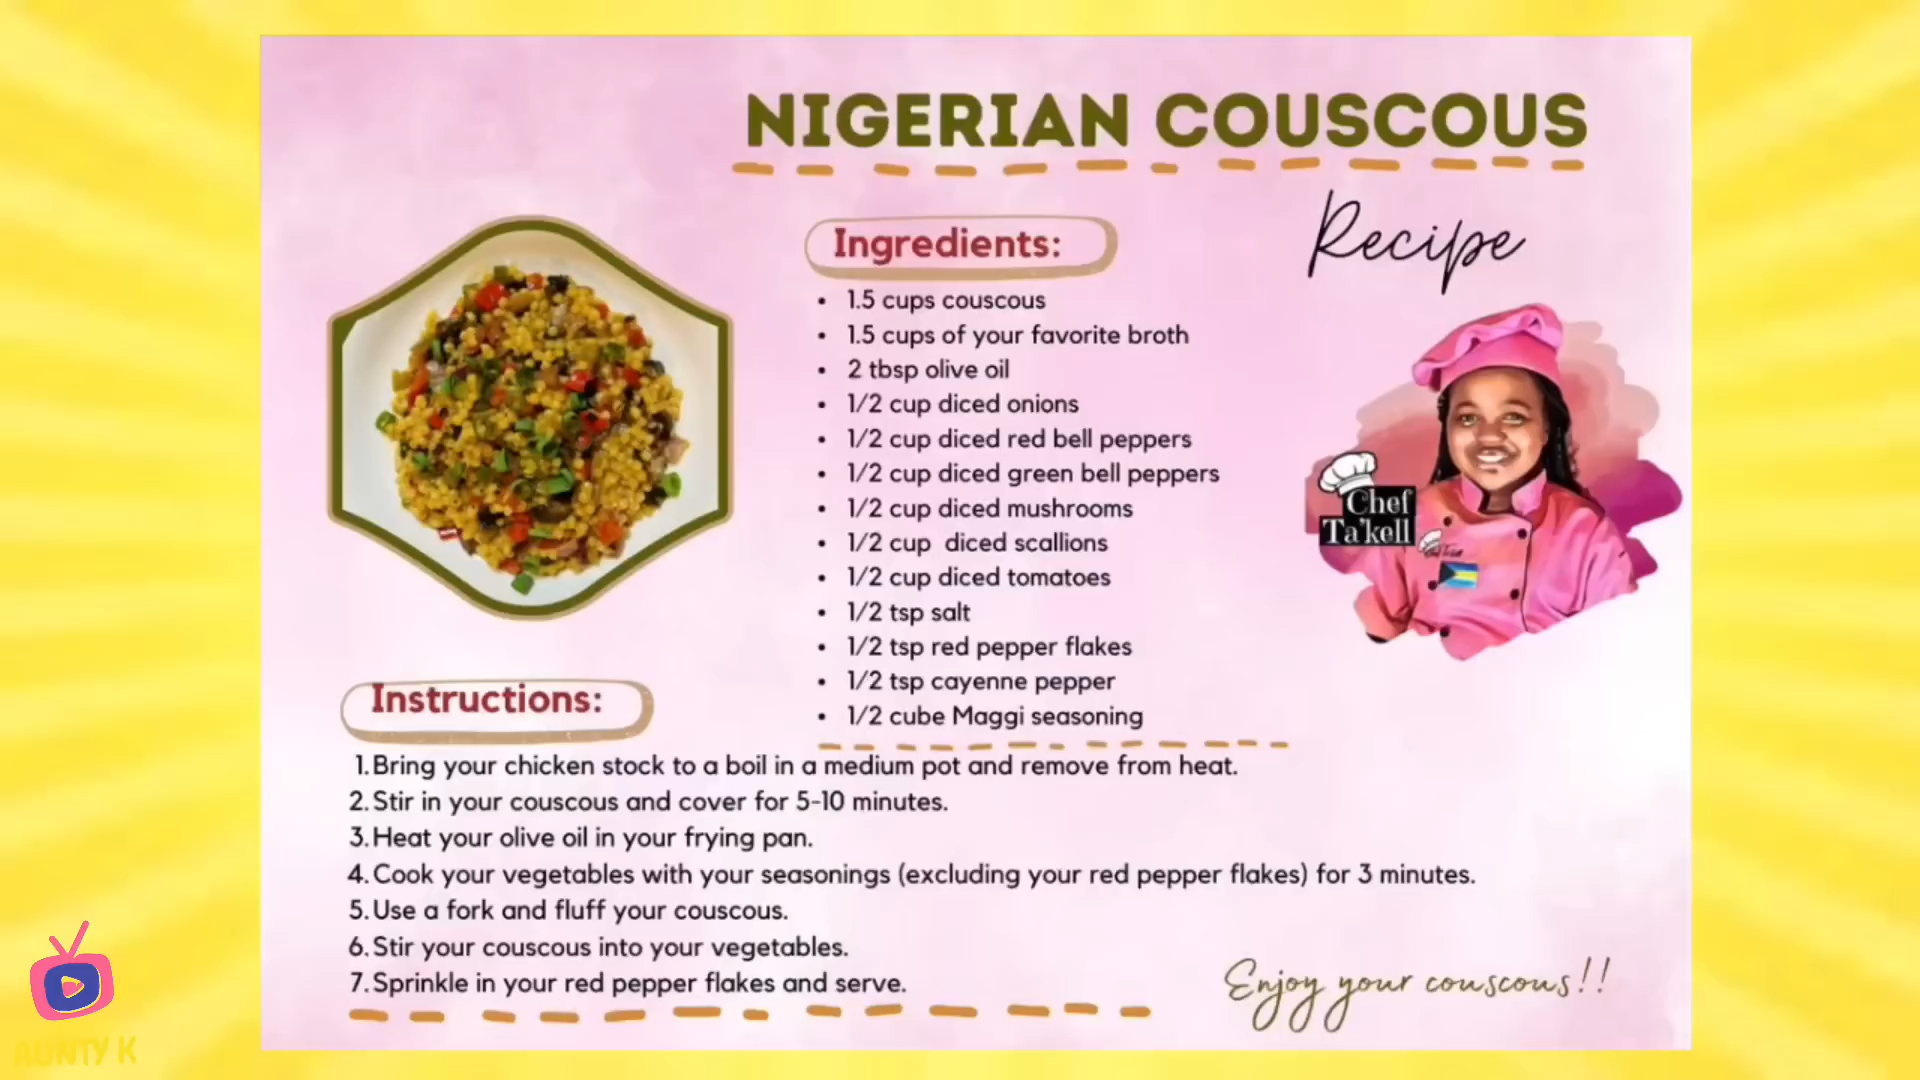 NIGERIAN COUSCOUS
Recipe
Ingredients:
• 1.5 cups couscous
• 1.5 cups of your favorite broth
• 2 tbsp olive oil
• 1/2 cup diced onions
• 1/2 cup diced red bell peppers
• 1/2 cup diced green bell peppers
• 1/2 cup diced mushrooms
• 1/2 cup diced scallions
• 1/2 cup diced tomatoes
• 1/2 tsp salt
• 1/2 tsp red pepper flakes
• 1/2 tsp cayenne pepper
• 1/2 cube Maggi seasoning
Chef
Ta'kell
Instructions:
1. Bring your chicken stock to a boil in a medium pot and remove from heat.
2. Stir in your couscous and cover for 5-10 minutes.
3. Heat your olive oil in your frying pan.
4. Cook your vegetables with your seasonings (excluding your red pepper flakes) for 3 minutes.
5. Use a fork and fluff your couscous.
6. Stir your couscous into your vegetables.
7. Sprinkle in your red pepper flakes and serve.
Enjoy your couscous!!
AUNTY K